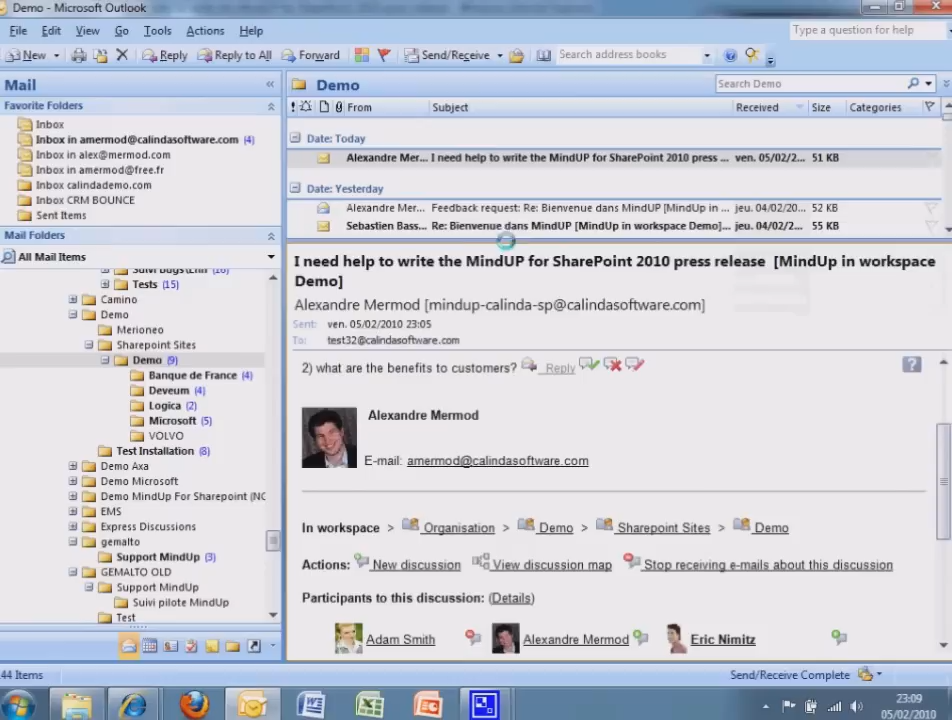 Demo - Microsoft Outlook
File Edit View Go Tools Actions Help
Type a question for help
New Reply Reply to All Forward Send/Receive Search address books
Mail
Favorite Folders
Inbox
Inbox in amermod@calindasoftware.com (4)
Inbox in alex@mermod.com
Inbox in amermod@free.fr
Inbox calindademo.com
Inbox CRM BOUNCE
Sent Items
Mail Folders
All Mail Items
Tests (15)
Camino
Demo
Merioneo
Sharepoint Sites
Demo (9)
Banque de France (4)
Deveum (4)
Logica (2)
Microsoft (5)
VOLVO
Test Installation (8)
Demo Axa
Demo Microsoft
Demo MindUp For Sharepoint (NC
EMS
Express Discussions
gemalto
Support MindUp (3)
GEMALTO OLD
Support MindUp
Suivi pilote MindUp
Test
Demo
Search Demo
From Subject Received Size Categories
Date: Today
Alexandre Mer... I need help to write the MindUP for SharePoint 2010 press ... ven. 05/02/2... 51 KB
Date: Yesterday
Alexandre Mer... Feedback request: Re: Bienvenue dans MindUP [MindUp in ... jeu. 04/02/20... 52 KB
Sebastien Bass... Re: Bienvenue dans MindUP [MindUp in workspace Demo]... jeu. 04/02/2... 55 KB
I need help to write the MindUP for SharePoint 2010 press release [MindUp in workspace
Demo]
Alexandre Mermod [mindup-calinda-sp@calindasoftware.com]
Sent: ven. 05/02/2010 23:05
To: test32@calindasoftware.com
2) what are the benefits to customers? Reply
Alexandre Mermod
E-mail: amermod@calindasoftware.com
In workspace > Organisation > Demo > Sharepoint Sites > Demo
Actions: New discussion View discussion map Stop receiving e-mails about this discussion
Participants to this discussion: (Details)
Adam Smith Alexandre Mermod Eric Nimitz
44 Items
Send/Receive Complete
23:09
05/02/2010